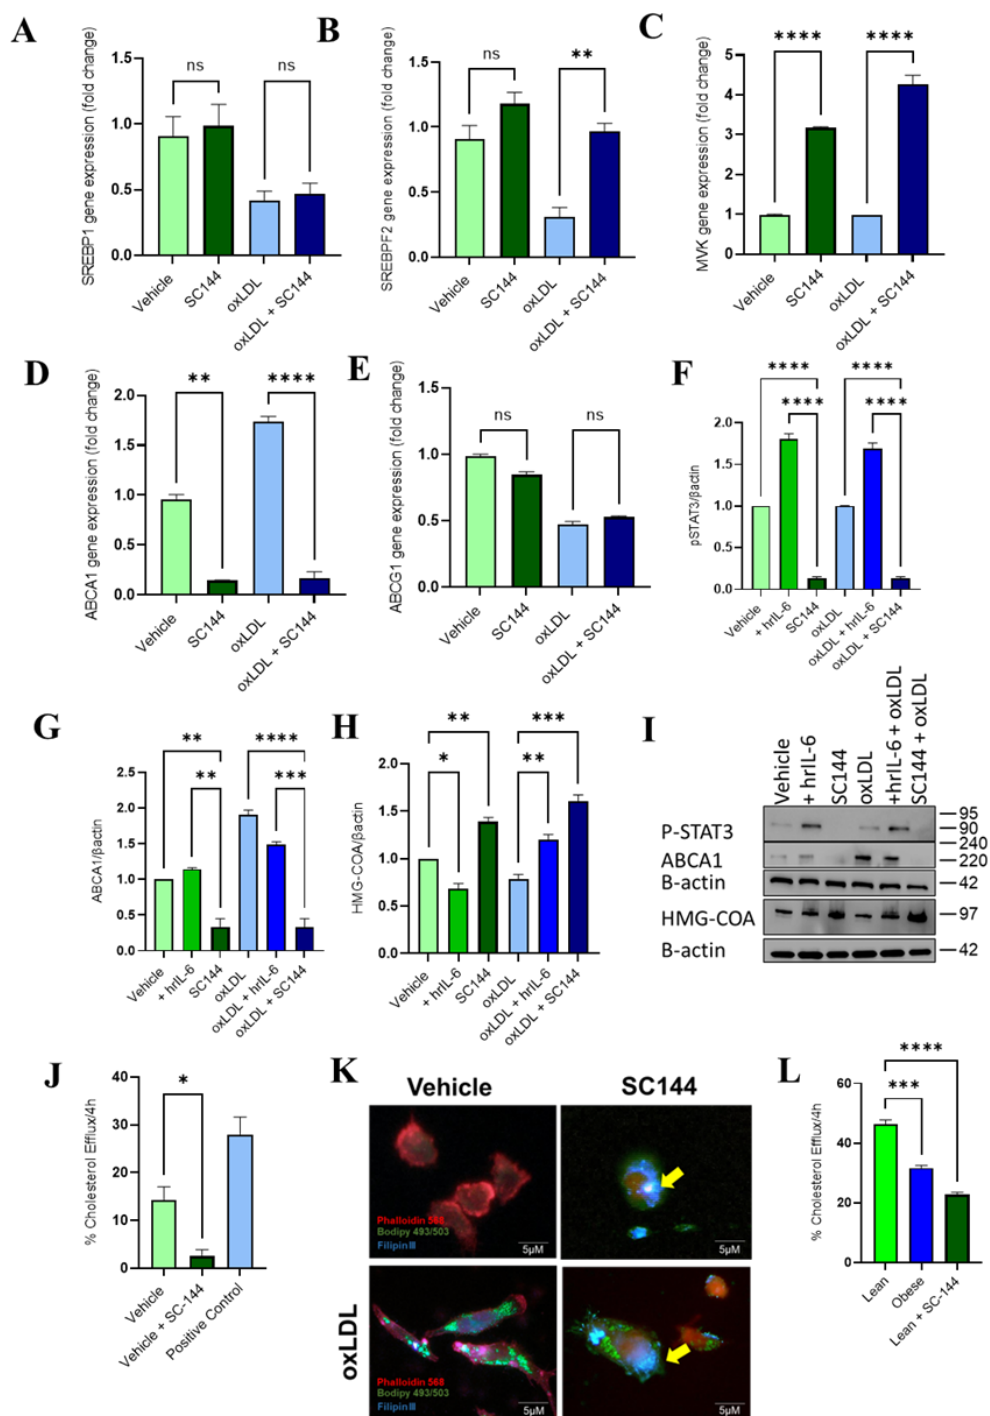 A
SREBP1 gene expression (fold change)
1.5
1.0
0.5
0.0
ns
ns
Vehicle
SC144
oxLDL
oxLDL + SC144
B
SREBPF2 gene expression (fold change)
1.5
1.0
0.5
0.0
ns
**
Vehicle
SC144
oxLDL
oxLDL + SC144
C
MVK gene expression (fold change)
5
4
3
2
1
0
****
****
Vehicle
SC144
oxLDL
oxLDL + SC144
D
ABCA1 gene expression (fold change)
2.0
1.5
1.0
0.5
0.0
**
****
Vehicle
SC144
oxLDL
oxLDL + SC144
E
ABCG1 gene expression (fold change)
1.5
1.0
0.5
0.0
ns
ns
Vehicle
SC144
oxLDL
oxLDL + SC144
F
pSTAT3/βactin
2.0
1.5
1.0
0.5
0.0
****
****
****
****
Vehicle
+ hrIL-6
SC144
oxLDL
oxLDL + hrIL-6
oxLDL + SC144
G
ABCA1/βactin
2.5
2.0
1.5
1.0
0.5
0.0
**
****
**
***
Vehicle
+ hrIL-6
SC144
oxLDL
oxLDL + hrIL-6
oxLDL + SC144
H
HMG-COA/βactin
2.0
1.5
1.0
0.5
0.0
**
***
*
**
Vehicle
+ hrIL-6
SC144
oxLDL
oxLDL + hrIL-6
oxLDL + SC144
I
Vehicle
+ hrIL-6
SC144
oxLDL
+hrIL-6 + oxLDL
SC144 + oxLDL
P-STAT3
95
90
240
ABCA1
220
B-actin
42
HMG-COA
97
B-actin
42
J
% Cholesterol Efflux/4h
40
30
20
10
0
*
Vehicle
Vehicle + SC-144
Positive Control
K
Vehicle
SC144
Phalloidin 568
Bodipy 493/503
Filipin III
5µM
5µM
oxLDL
Phalloidin 568
Bodipy 493/503
Filipin III
5µM
5µM
L
% Cholesterol Efflux/4h
60
40
20
0
****
***
Lean
Obese
Lean + SC-144